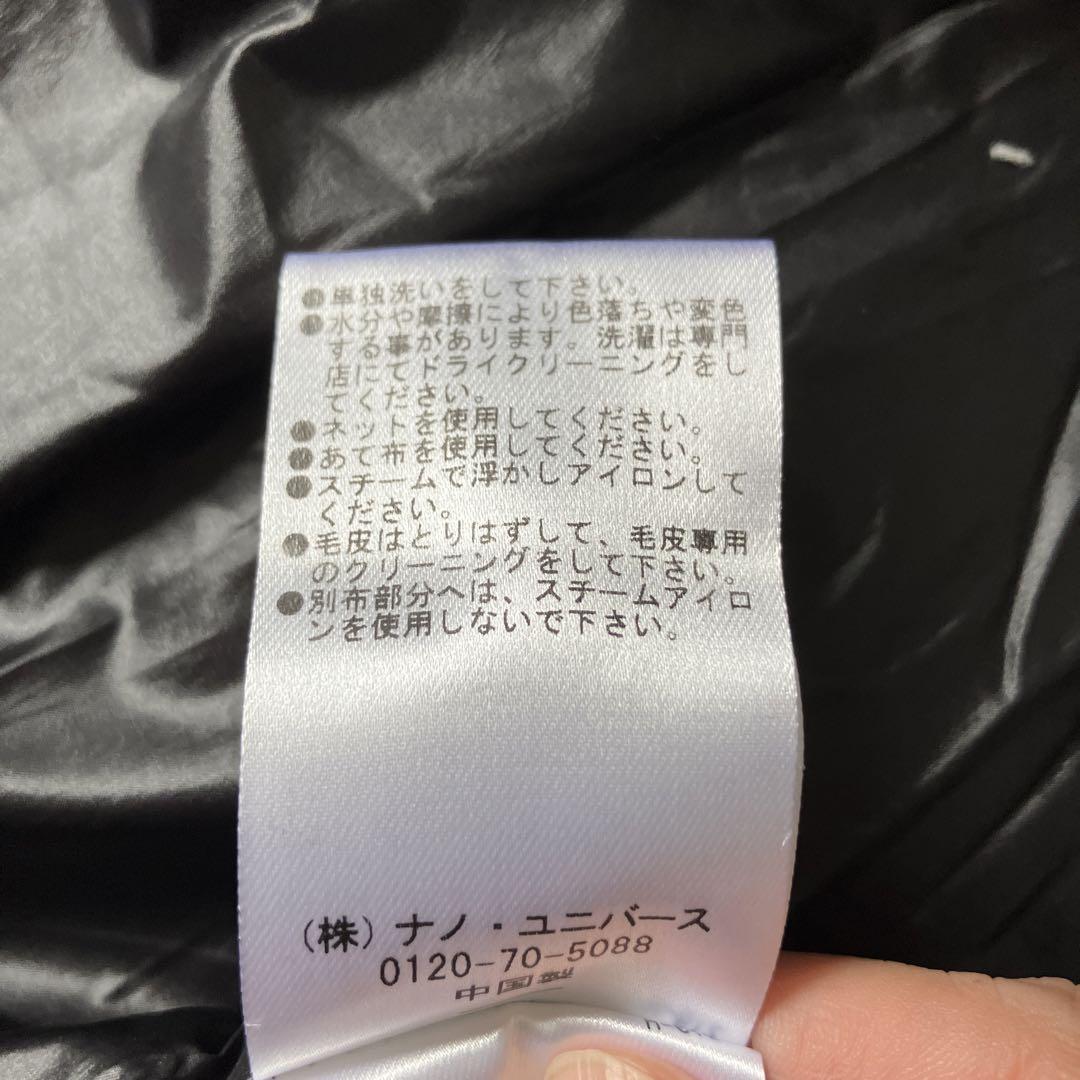 ●単独洗いをして下さい。
●水分や摩擦により色落ちや変色
する事があります。洗濯は専門
店にてドライクリーニングをし
てください。
●ネットを使用してください。
●あて布を使用してください。
●スチームで浮かしアイロンして
ください。
●毛皮はとりはずして、毛皮専用
のクリーニングをして下さい。
●別布部分へは、スチームアイロ
ンを使用しないで下さい。
(株)ナノ・ユニバース
0120-70-5088
中国製